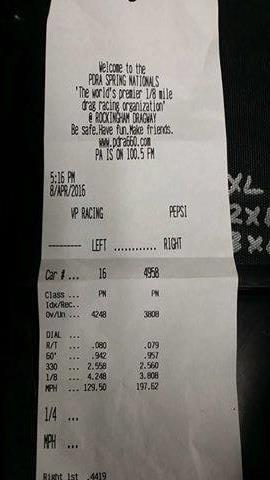 Welcome to the
PDRA SPRING NATIONALS
'The world's premier 1/8 mile
drag racing organization'
@ ROCKINGHAM DRAGWAY
Be safe.Have fun.Make friends.
www.pdra660.com
PA IS ON 100.5 FM
5:16 PM
8/APR/2016
VP RACING PEPSI
-------- LEFT ............ RIGHT
Car # ... 16 4958
Class ... PN PN
Idx/Rec..
Ov/Un ... 4248 3808
DIAL ...
R/T ... .080 .079
60' ... .942 .957
330 ... 2.558 2.560
1/8 ... 4.248 3.808
MPH ... 129.50 197.62
1/4 ...
MPH ...
Right 1st .4419
XL
2X
X